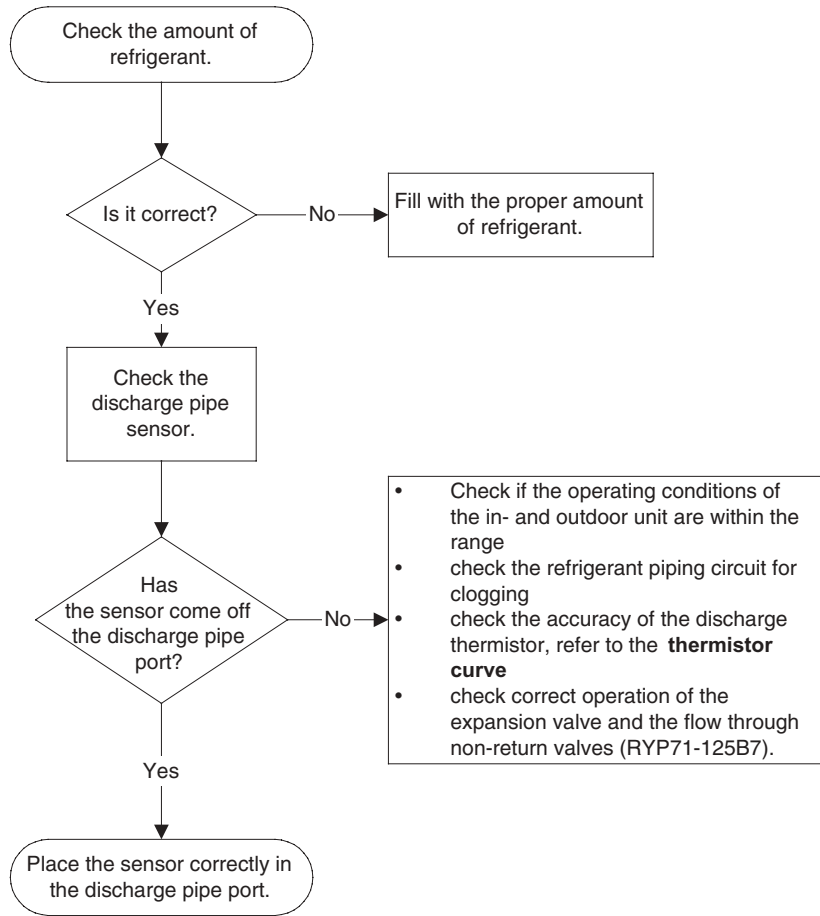 Check the amount of
refrigerant.
Is it correct?
No
Fill with the proper amount
of refrigerant.
Yes
Check the
discharge pipe
sensor.
Has
the sensor come off
the discharge pipe
port?
No
• Check if the operating conditions of
the in- and outdoor unit are within the
range
• check the refrigerant piping circuit for
clogging
• check the accuracy of the discharge
thermistor, refer to the thermistor
curve
• check correct operation of the
expansion valve and the flow through
non-return valves (RYP71-125B7).
Yes
Place the sensor correctly in
the discharge pipe port.